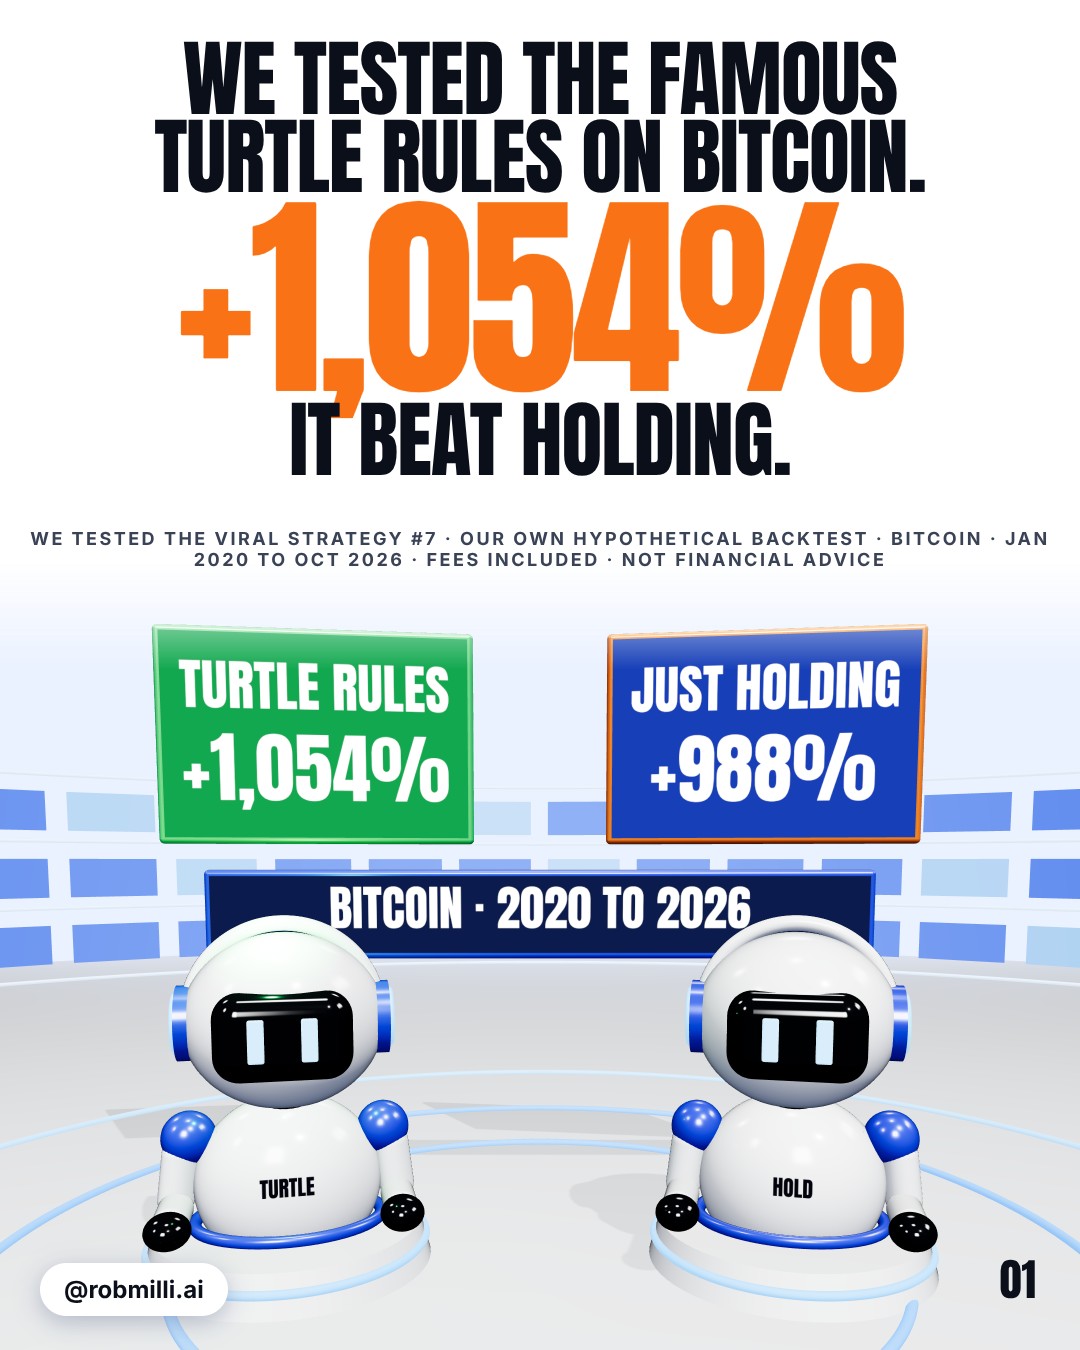 WE TESTED THE FAMOUS
TURTLE RULES ON BITCOIN.
+1,054%
IT BEAT HOLDING.
WE TESTED THE VIRAL STRATEGY #7 · OUR OWN HYPOTHETICAL BACKTEST · BITCOIN · JAN
2020 TO OCT 2026 · FEES INCLUDED · NOT FINANCIAL ADVICE
TURTLE RULES
+1,054%
JUST HOLDING
+988%
BITCOIN · 2020 TO 2026
TURTLE
HOLD
@robmilli.ai
01